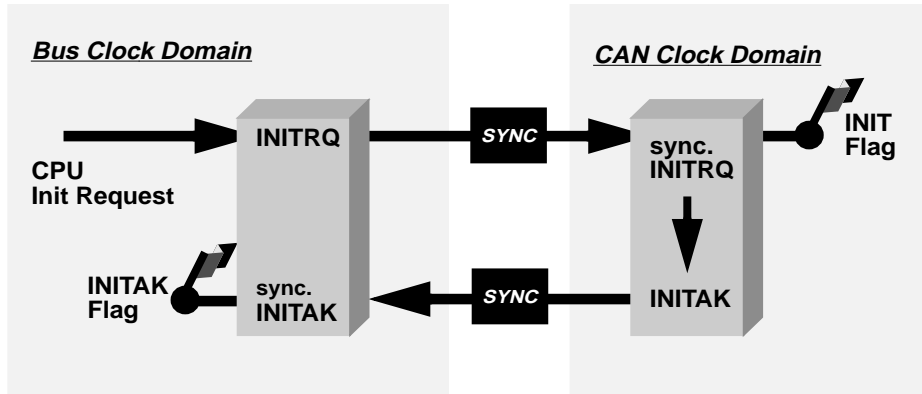 Bus Clock Domain
CAN Clock Domain
CPU
Init Request
INITRQ
SYNC
sync.
INITRQ
INIT
Flag
INITAK
Flag
sync.
INITAK
SYNC
INITAK